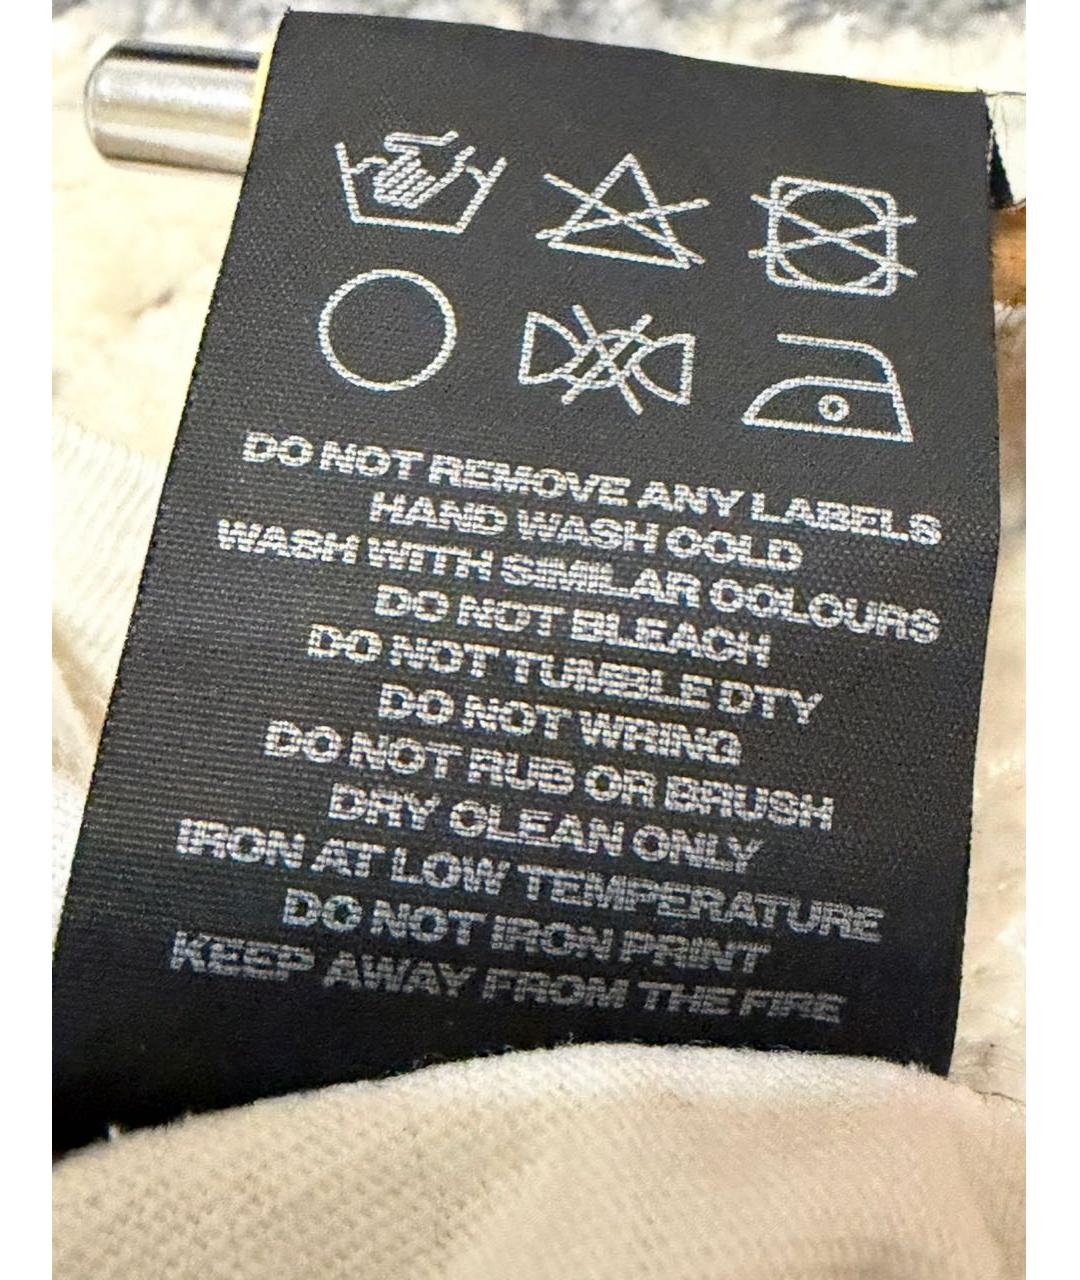 DO NOT REMOVE ANY LABELS
HAND WASH COLD
WASH WITH SIMILAR COLOURS
DO NOT BLEACH
DO NOT TUMBLE DTY
DO NOT WRING
DO NOT RUB OR BRUSH
DRY CLEAN ONLY
IRON AT LOW TEMPERATURE
DO NOT IRON PRINT
KEEP AWAY FROM THE FIRE